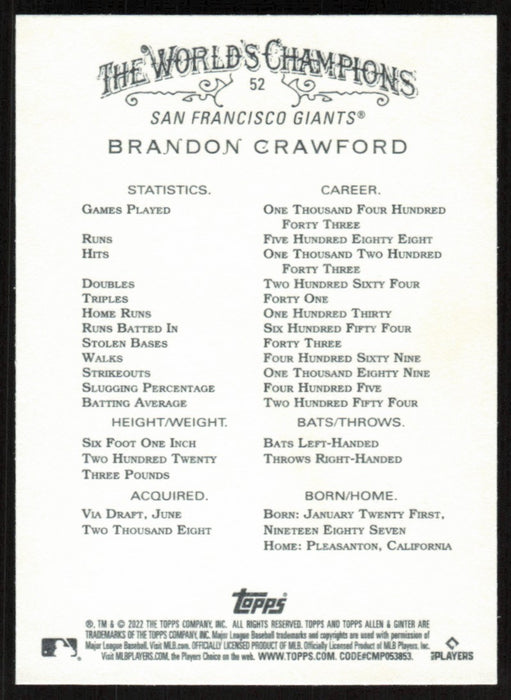 THE WORLD'S CHAMPIONS
52
SAN FRANCISCO GIANTS®
BRANDON CRAWFORD
STATISTICS. CAREER.
GAMES PLAYED ONE THOUSAND FOUR HUNDRED
FORTY THREE
RUNS FIVE HUNDRED EIGHTY EIGHT
HITS ONE THOUSAND TWO HUNDRED
FORTY THREE
DOUBLES TWO HUNDRED SIXTY FOUR
TRIPLES FORTY ONE
HOME RUNS ONE HUNDRED THIRTY
RUNS BATTED IN SIX HUNDRED FIFTY FOUR
STOLEN BASES FORTY THREE
WALKS FOUR HUNDRED SIXTY NINE
STRIKEOUTS ONE THOUSAND EIGHTY NINE
SLUGGING PERCENTAGE FOUR HUNDRED FIVE
BATTING AVERAGE TWO HUNDRED FIFTY FOUR
HEIGHT/WEIGHT. BATS/THROWS.
SIX FOOT ONE INCH BATS LEFT-HANDED
TWO HUNDRED TWENTY THROWS RIGHT-HANDED
THREE POUNDS
ACQUIRED. BORN/HOME.
VIA DRAFT, JUNE BORN: JANUARY TWENTY FIRST,
TWO THOUSAND EIGHT NINETEEN EIGHTY SEVEN
HOME: PLEASANTON, CALIFORNIA
Topps
®, TM & © 2022 THE TOPPS COMPANY, INC. ALL RIGHTS RESERVED. TOPPS AND TOPPS ALLEN & GINTER ARE
TRADEMARKS OF THE TOPPS COMPANY, INC. Major League Baseball trademarks and copyrights are used with permission of
Major League Baseball. Visit MLB.com. OFFICIALLY LICENSED PRODUCT OF MLB. Officially Licensed Product of MLB Players, Inc.
Visit MLBPLAYERS.COM, the Players Choice on the web. WWW.TOPPS.COM. CODE#CMP053853.
PLAYERS